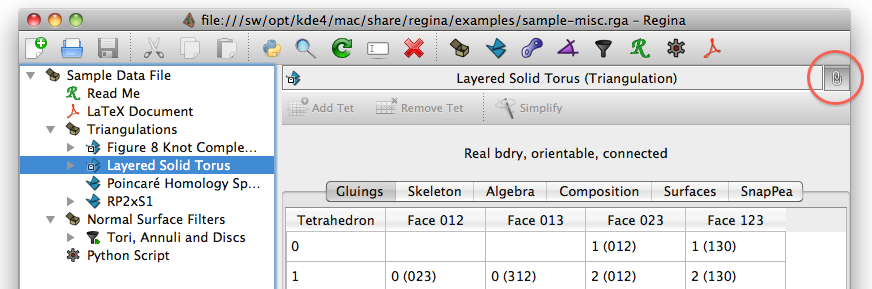 file:///sw/opt/kde4/mac/share/regina/examples/sample-misc.rga – Regina
Sample Data File
Read Me
LaTeX Document
Triangulations
Figure 8 Knot Comple...
Layered Solid Torus
Poincaré Homology Sp...
RP2xS1
Normal Surface Filters
Tori, Annuli and Discs
Python Script
Layered Solid Torus (Triangulation)
Add Tet Remove Tet Simplify
Real bdry, orientable, connected
Gluings Skeleton Algebra Composition Surfaces SnapPea
Tetrahedron Face 012 Face 013 Face 023 Face 123
0 1 (012) 1 (130)
1 0 (023) 0 (312) 2 (012) 2 (130)